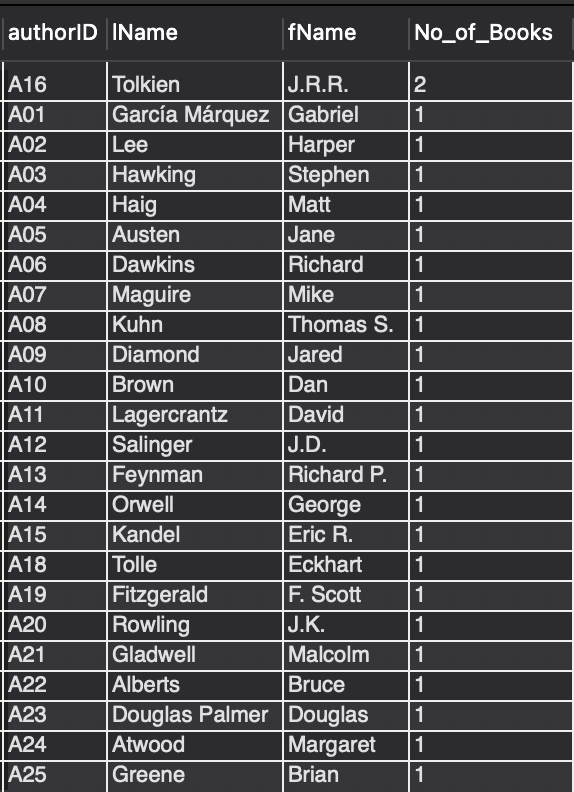 authorID lName fName No_of_Books
A16 Tolkien J.R.R. 2
A01 García Márquez Gabriel 1
A02 Lee Harper 1
A03 Hawking Stephen 1
A04 Haig Matt 1
A05 Austen Jane 1
A06 Dawkins Richard 1
A07 Maguire Mike 1
A08 Kuhn Thomas S. 1
A09 Diamond Jared 1
A10 Brown Dan 1
A11 Lagercrantz David 1
A12 Salinger J.D. 1
A13 Feynman Richard P. 1
A14 Orwell George 1
A15 Kandel Eric R. 1
A18 Tolle Eckhart 1
A19 Fitzgerald F. Scott 1
A20 Rowling J.K. 1
A21 Gladwell Malcolm 1
A22 Alberts Bruce 1
A23 Douglas Palmer Douglas 1
A24 Atwood Margaret 1
A25 Greene Brian 1